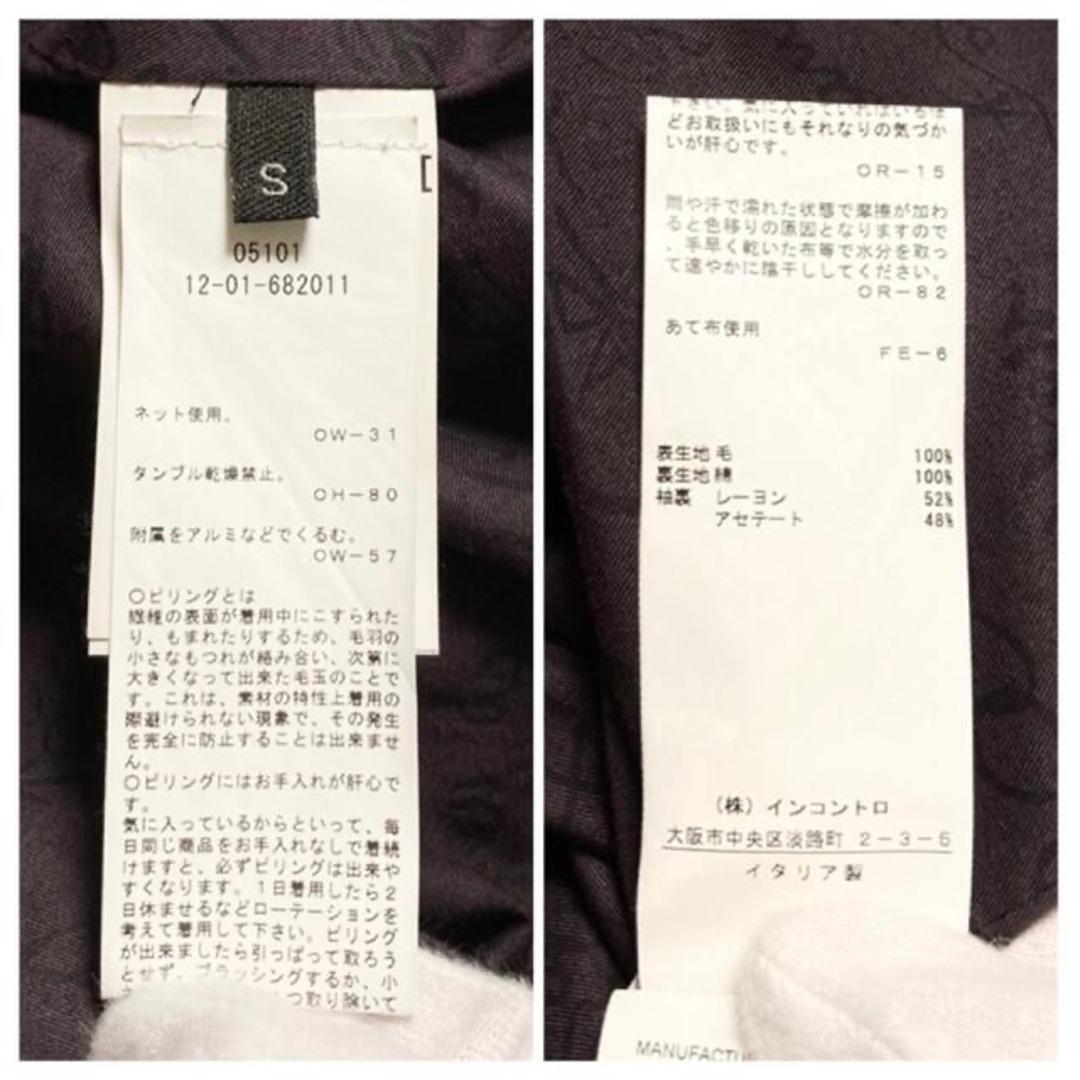 S
05101
12-01-682011
ネット使用。
OW-31
タンブル乾燥禁止。
OH-80
附属をアルミなどでくるむ。
OW-57
○ピリングとは
繊維の表面が着用中にこすられた
り、もまれたりするため、毛羽の
小さなもつれが絡み合い、次第に
大きくなって出来た毛玉のことで
す。これは、素材の特性上着用の
際避けられない現象で、その発生
を完全に防止することは出来ませ
ん。
○ピリングにはお手入れが肝心で
す。
気に入っているからといって、毎
日同じ商品をお手入れなしで着続
けますと、必ずピリングは出来や
すくなります。1日着用したら2
日休ませるなどローテーションを
考えて着用して下さい。ピリング
が出来ましたら引っぱって取ろう
とせず、ブラッシングするか、小
つ取り除いて
下さい。気に入っていればいるほ
どお取扱いにもそれなりの気づか
いが肝心です。
OR-15
雨や汗で濡れた状態で摩擦が加わ
ると色移りの原因となりますので
、手早く乾いた布等で水分を取っ
て速やかに陰干ししてください。
OR-82
あて布使用
FE-6
表生地 毛 100%
裏生地 綿 100%
袖裏 レーヨン 52%
アセテート 48%
(株)インコントロ
大阪市中央区淡路町 2-3-5
イタリア製
MANUFACTU